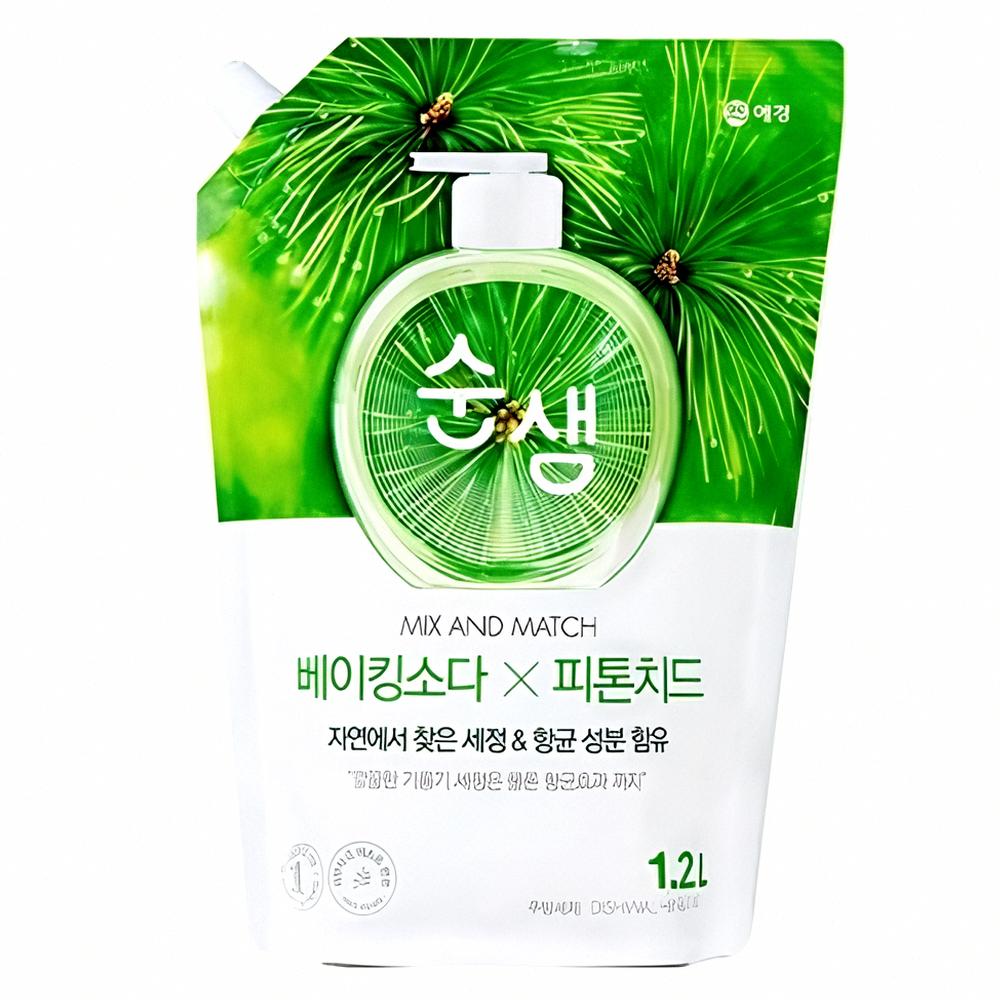 애경
순샘
MIX AND MATCH
베이킹소다 × 피톤치드
자연에서 찾은 세정 & 항균 성분 함유
1.2L